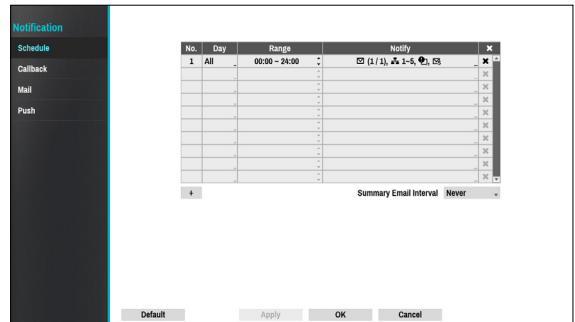 Notification
Schedule
Callback
Mail
Push
No. Day Range Notify ✖
1 All 00:00 ~ 24:00 (1 / 1), 1~5, , ✖
+ Summary Email Interval Never
Default Apply OK Cancel